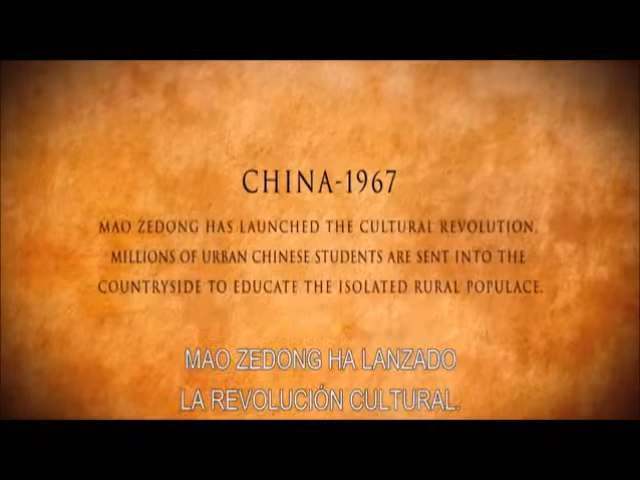 CHINA-1967
MAO ZEDONG HAS LAUNCHED THE CULTURAL REVOLUTION.
MILLIONS OF URBAN CHINESE STUDENTS ARE SENT INTO THE
COUNTRYSIDE TO EDUCATE THE ISOLATED RURAL POPULACE.
MAO ZEDONG HA LANZADO
LA REVOLUCIÓN CULTURAL.